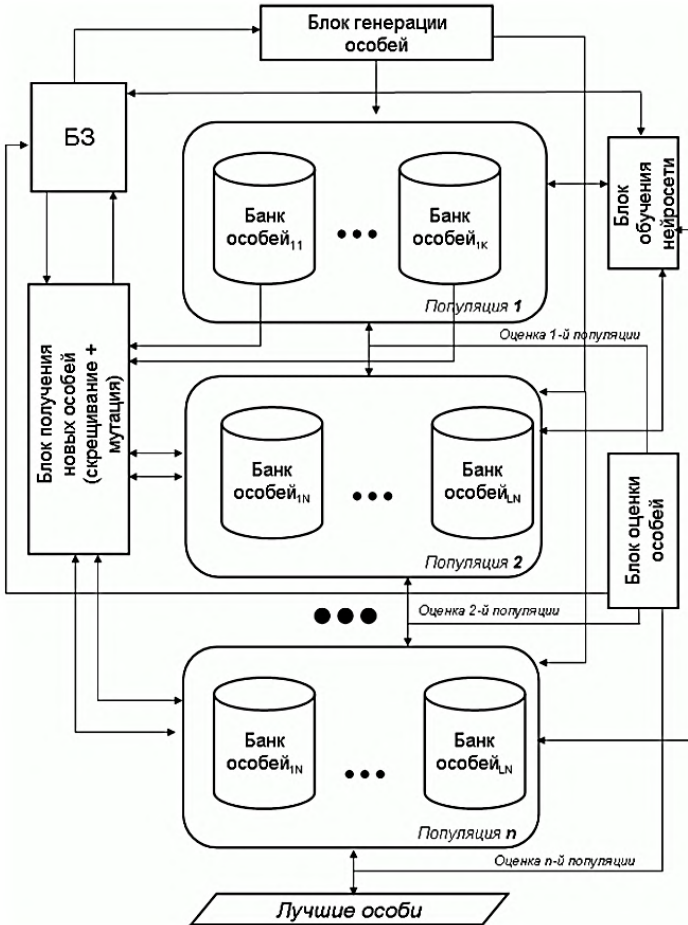 Блок генерации
особей
БЗ
Банк
особей₁₁
Банк
особей₁ₖ
Популяция 1
Блок
обучения
нейросети
Оценка 1-й популяции
Блок получения
новых особей
(скрещивание +
мутация)
Банк
особей1N
Банк
особейLN
Популяция 2
Блок оценки
особей
Оценка 2-й популяции
Банк
особей1N
Банк
особейLN
Популяция n
Оценка n-й популяции
Лучшие особи